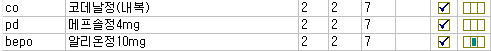 co 코데날정(내복) 2 2 7
pd 메프솔정4mg 2 2 7
bepo 알리온정10mg 2 2 7